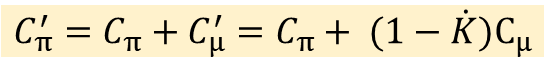 C′π = Cπ + C′μ = Cπ + (1 − K̇)Cμ